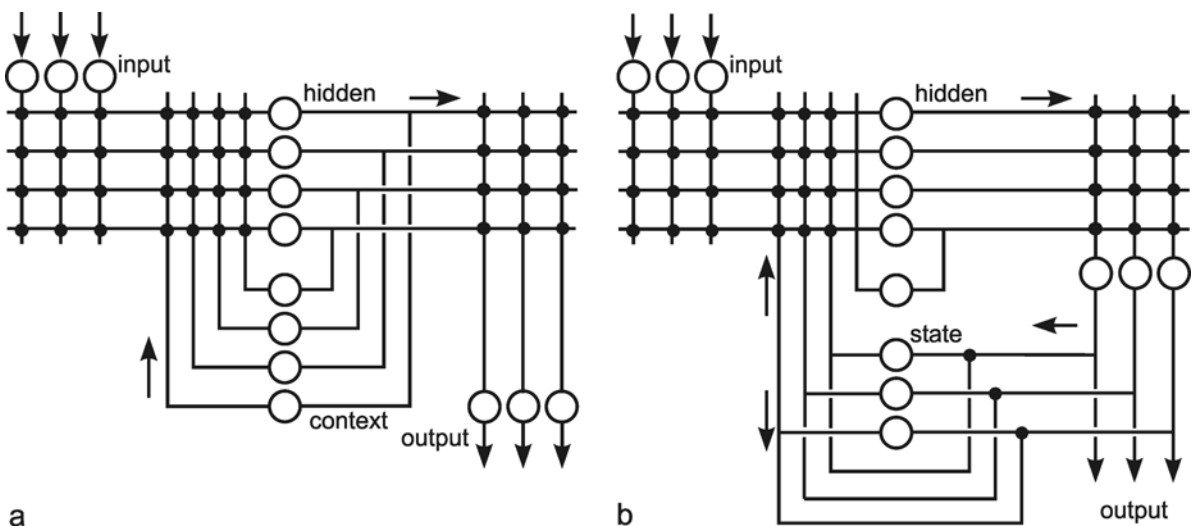 input
hidden
context
output
a
input
hidden
state
output
b